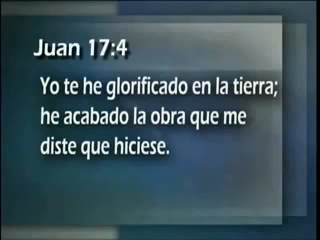 Juan 17:4
Yo te he glorificado en la tierra;
he acabado la obra que me
diste que hiciese.